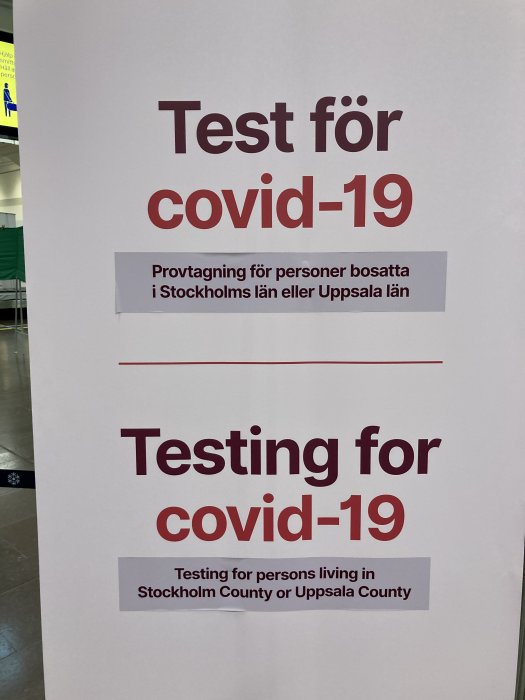 Hjälp
Test för
covid-19
Provtagning för personer bosatta
i Stockholms län eller Uppsala län
Testing for
covid-19
Testing for persons living in
Stockholm County or Uppsala County